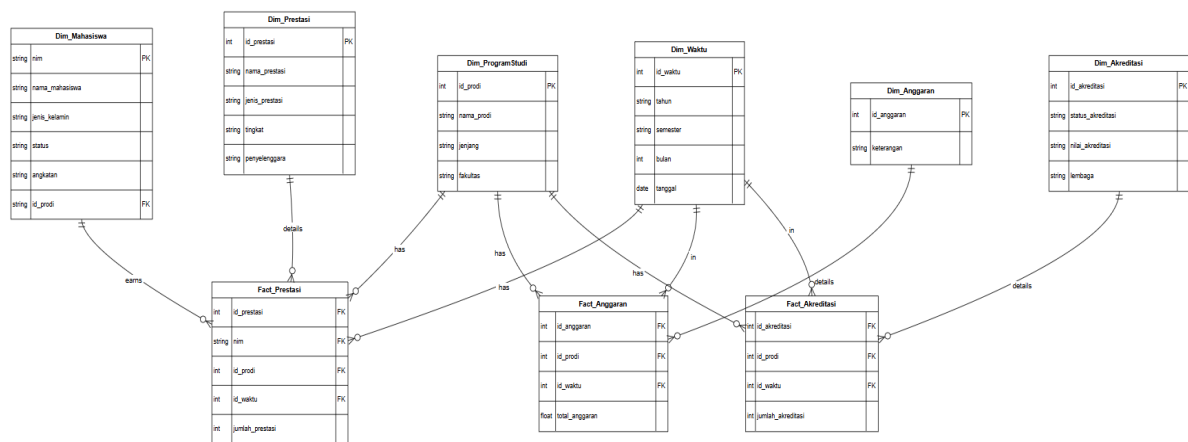 Dim_Mahasiswa
string nim PK
string nama_mahasiswa
string jenis_kelamin
string status
string angkatan
string id_prodi FK
Dim_Prestasi
int id_prestasi PK
string nama_prestasi
string jenis_prestasi
string tingkat
string penyelenggara
Dim_ProgramStudi
int id_prodi PK
string nama_prodi
string jenjang
string fakultas
Dim_Waktu
int id_waktu PK
string tahun
string semester
int bulan
date tanggal
Dim_Anggaran
int id_anggaran PK
string keterangan
Dim_Akreditasi
int id_akreditasi PK
string status_akreditasi
string nilai_akreditasi
string lembaga
earns
details
has
has
has
in
has
in
details
details
Fact_Prestasi
int id_prestasi FK
string nim FK
int id_prodi FK
int id_waktu FK
int jumlah_prestasi
Fact_Anggaran
int id_anggaran FK
int id_prodi FK
int id_waktu FK
float total_anggaran
Fact_Akreditasi
int id_akreditasi FK
int id_prodi FK
int id_waktu FK
int jumlah_akreditasi